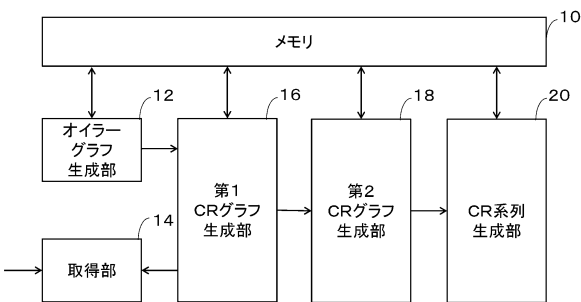 10
メモリ
12
16
18
20
オイラー
グラフ
生成部
第1
CRグラフ
生成部
第2
CRグラフ
生成部
CR系列
生成部
14
取得部